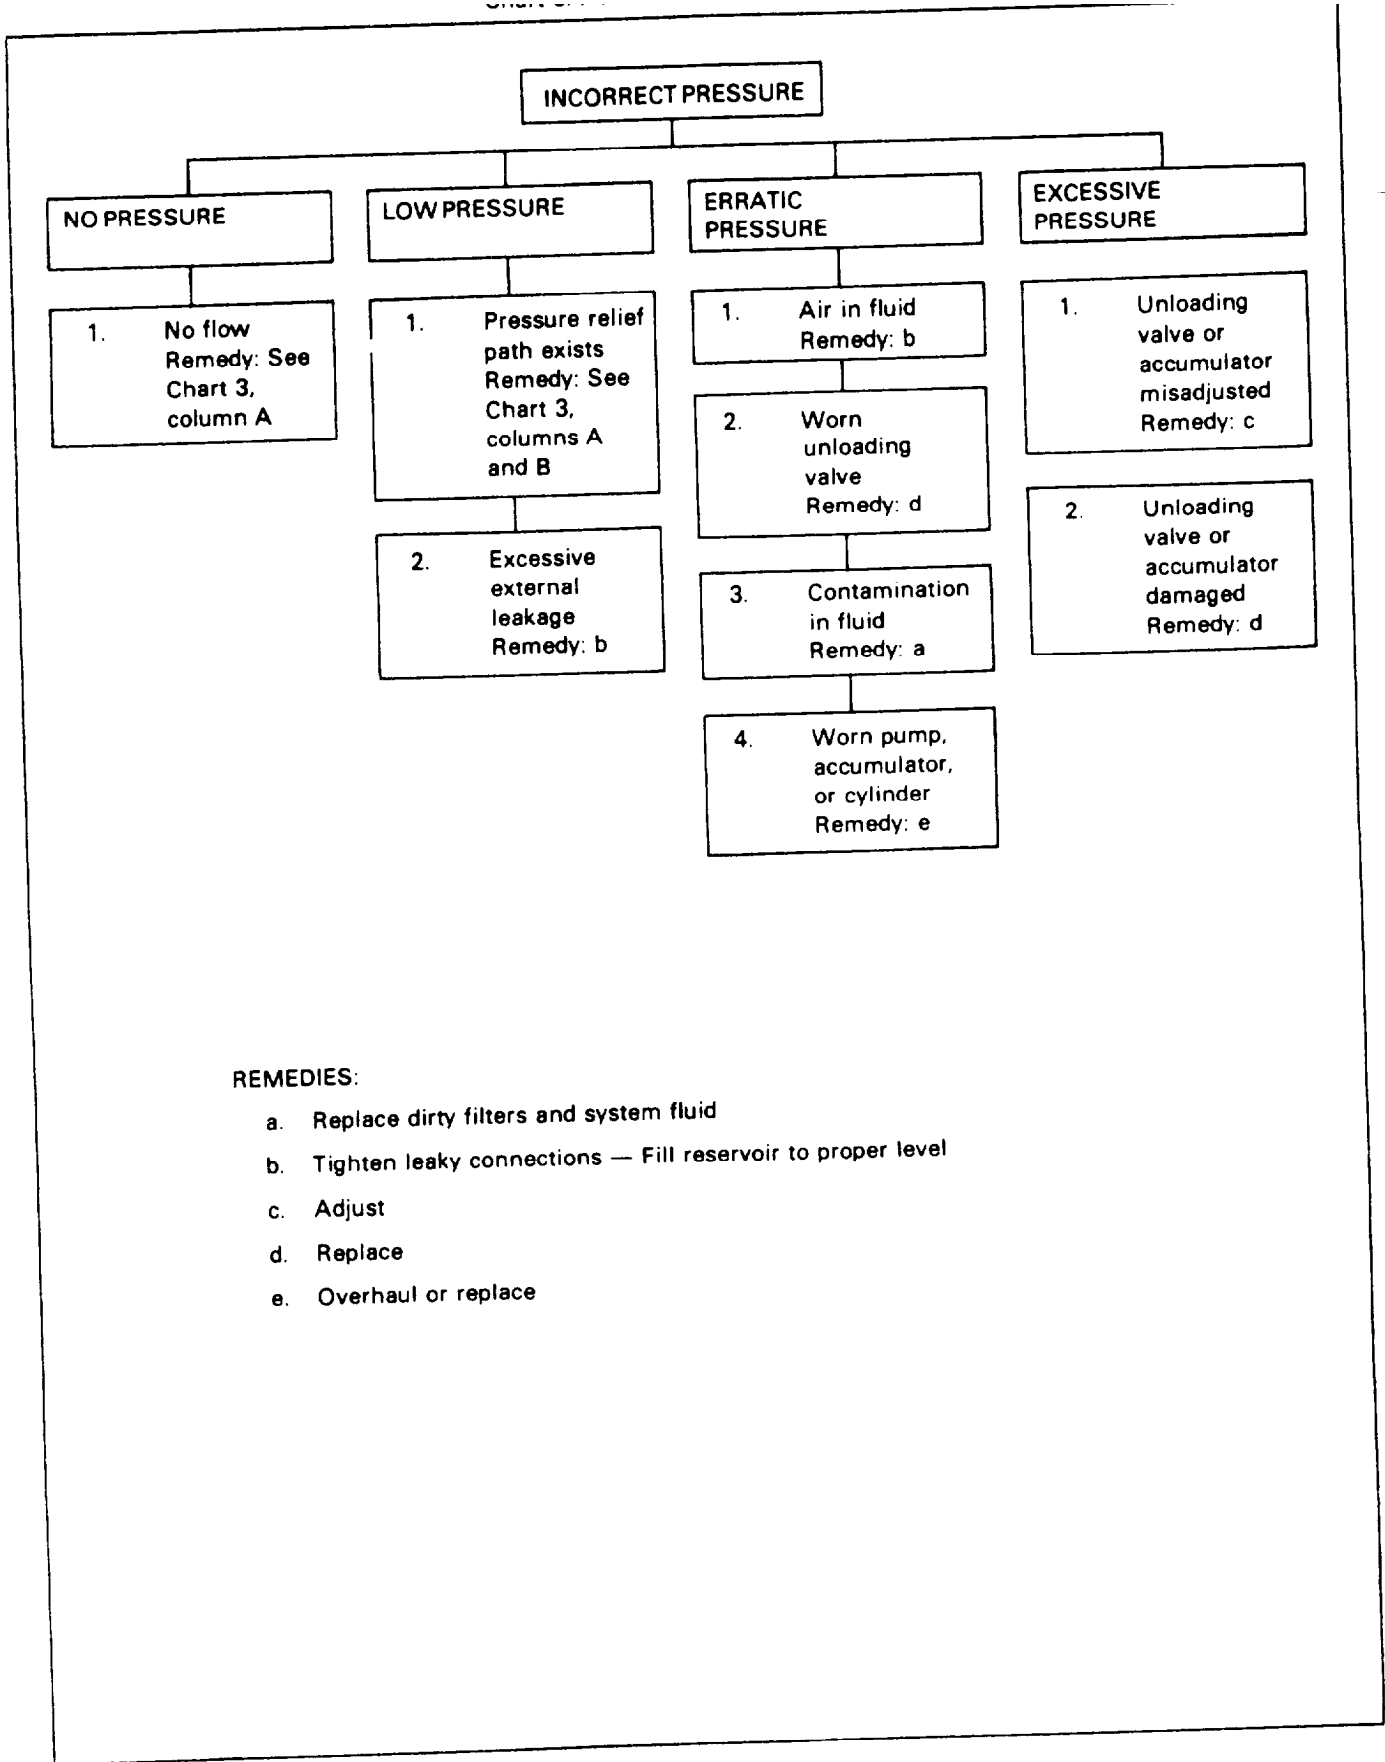 INCORRECT PRESSURE
NO PRESSURE
1. No flow
Remedy: See
Chart 3,
column A
LOW PRESSURE
1. Pressure relief
path exists
Remedy: See
Chart 3,
columns A
and B
2. Excessive
external
leakage
Remedy: b
ERRATIC
PRESSURE
1. Air in fluid
Remedy: b
2. Worn
unloading
valve
Remedy: d
3. Contamination
in fluid
Remedy: a
4. Worn pump,
accumulator,
or cylinder
Remedy: e
EXCESSIVE
PRESSURE
1. Unloading
valve or
accumulator
misadjusted
Remedy: c
2. Unloading
valve or
accumulator
damaged
Remedy: d
REMEDIES:
a. Replace dirty filters and system fluid
b. Tighten leaky connections — Fill reservoir to proper level
c. Adjust
d. Replace
e. Overhaul or replace